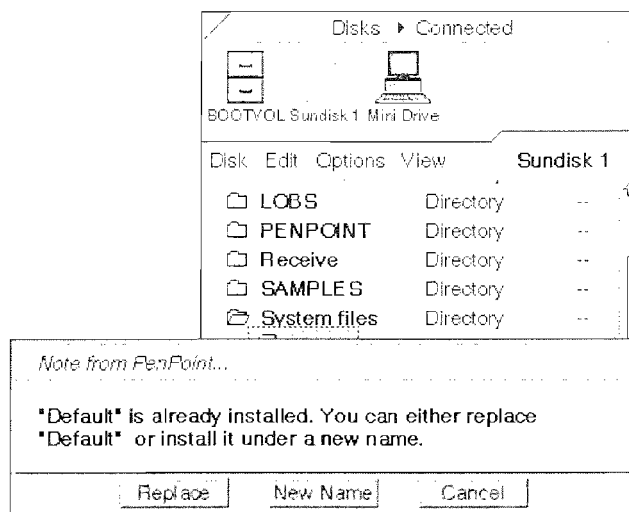 Disks ▸ Connected
BOOTVOL Sundisk 1 Mini Drive
Disk Edit Options View Sundisk 1
LOBS Directory --
PENPOINT Directory --
Receive Directory --
SAMPLES Directory --
System files Directory --
Note from PenPoint...
"Default" is already installed. You can either replace
"Default" or install it under a new name.
Replace New Name Cancel